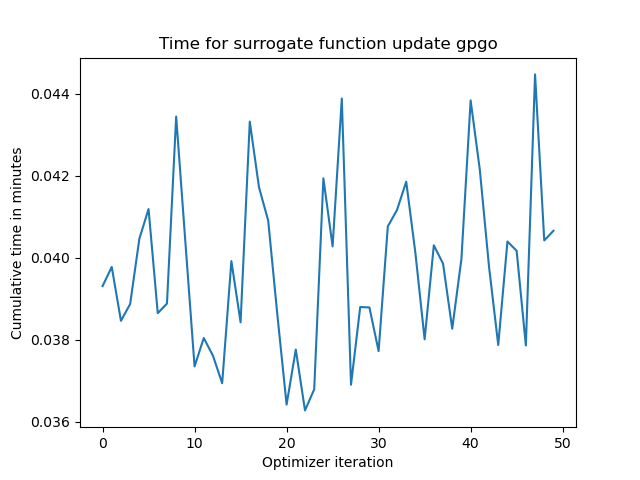 Time for surrogate function update gpgo
Cumulative time in minutes
0.044
0.042
0.040
0.038
0.036
0 10 20 30 40 50
Optimizer iteration